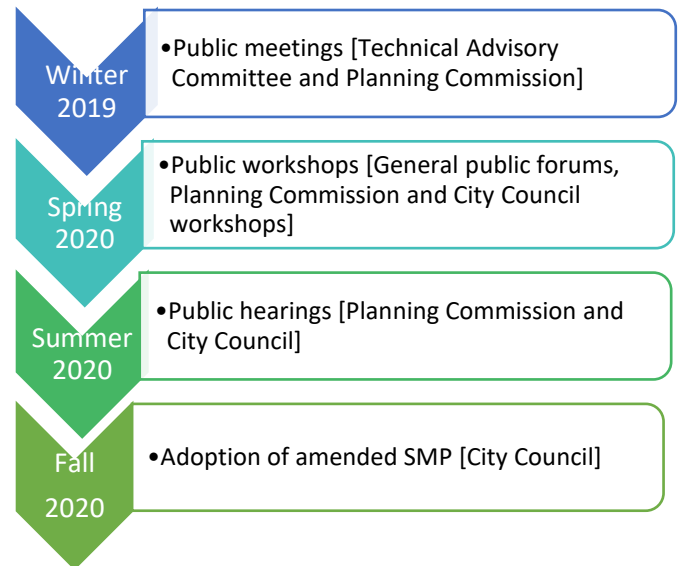 Winter
2019
•Public meetings [Technical Advisory
Committee and Planning Commission]
Spring
2020
•Public workshops [General public forums,
Planning Commission and City Council
workshops]
Summer
2020
•Public hearings [Planning Commission and
City Council]
Fall
2020
•Adoption of amended SMP [City Council]